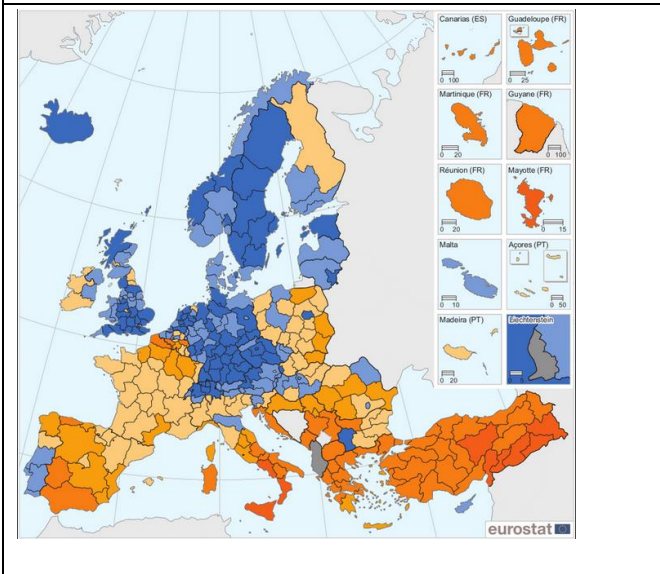 Canarias (ES)
0 100
Guadeloupe (FR)
0 25
Martinique (FR)
0 20
Guyane (FR)
0 100
Réunion (FR)
0 20
Mayotte (FR)
0 15
Malta
0 10
Açores (PT)
0 50
Madeira (PT)
0 20
Liechtenstein
eurostat